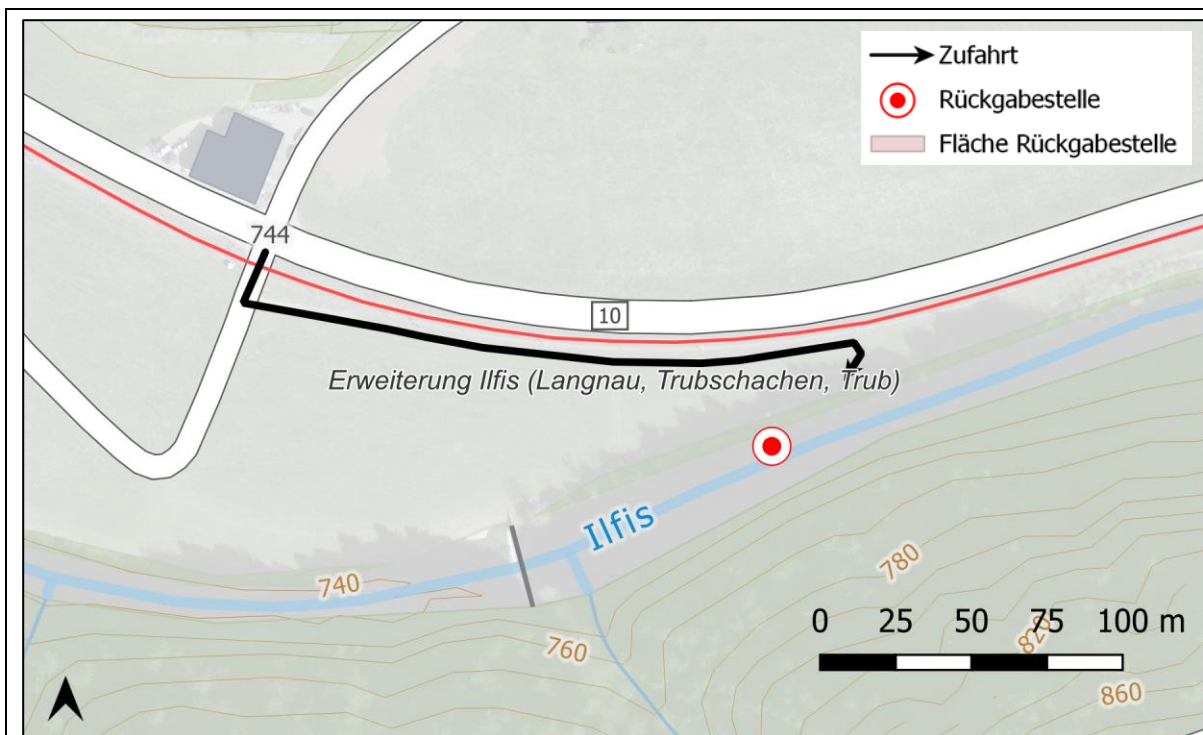 Zufahrt
Rückgabestelle
Fläche Rückgabestelle
744
10
Erweiterung Ilfis (Langnau, Trubschachen, Trub)
Ilfis
740
780
760
820
860
0 25 50 75 100 m